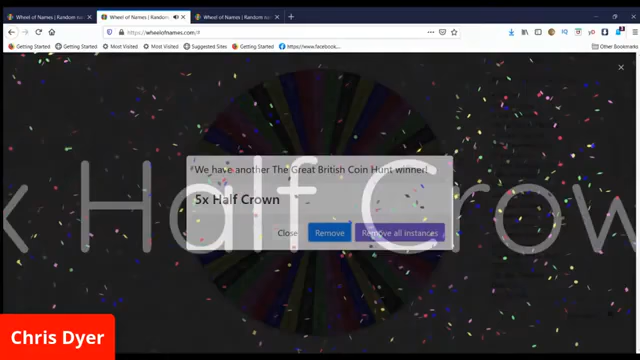 Wheel of Names | Random na
Wheel of Names | Random
Wheel of Names | Random na
https://wheelofnames.com/#
Getting Started
Getting Started
Most Visited
Most Visited
Suggested Sites
Getting Started
https://www.facebook...
Other Bookmarks
x Half Crow
We have another The Great British Coin Hunt winner!
5x Half Crown
Close
Remove
Remove all instances
Chris Dyer